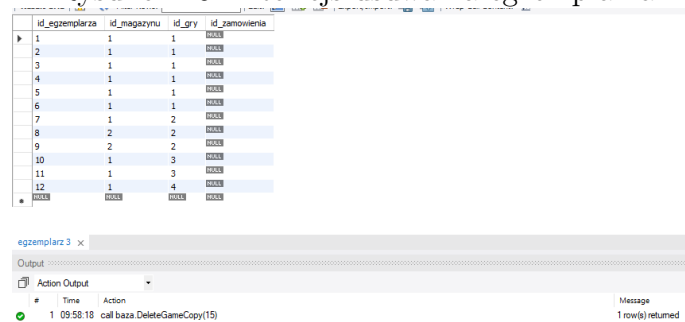 id_egzemplarza id_magazynu id_gry id_zamowienia
1 1 1 NULL
2 1 1 NULL
3 1 1 NULL
4 1 1 NULL
5 1 1 NULL
6 1 1 NULL
7 1 2 NULL
8 2 2 NULL
9 2 2 NULL
10 1 3 NULL
11 1 3 NULL
12 1 4 NULL
NULL NULL NULL NULL
egzemplarz 3 ×
Output
Action Output
# Time Action Message
1 09:58:18 call baza.DeleteGameCopy(15) 1 row(s) returned